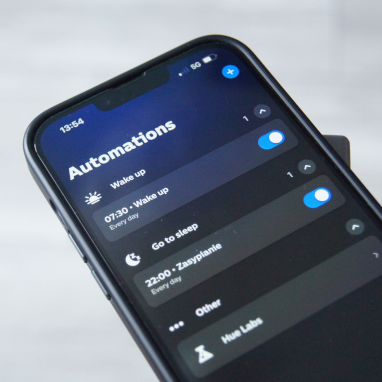 13:54
5G
Automations
Wake up
1
07:30 • Wake up
Every day
Go to sleep
1
22:00 • Zasypianie
Every day
Other
Hue Labs